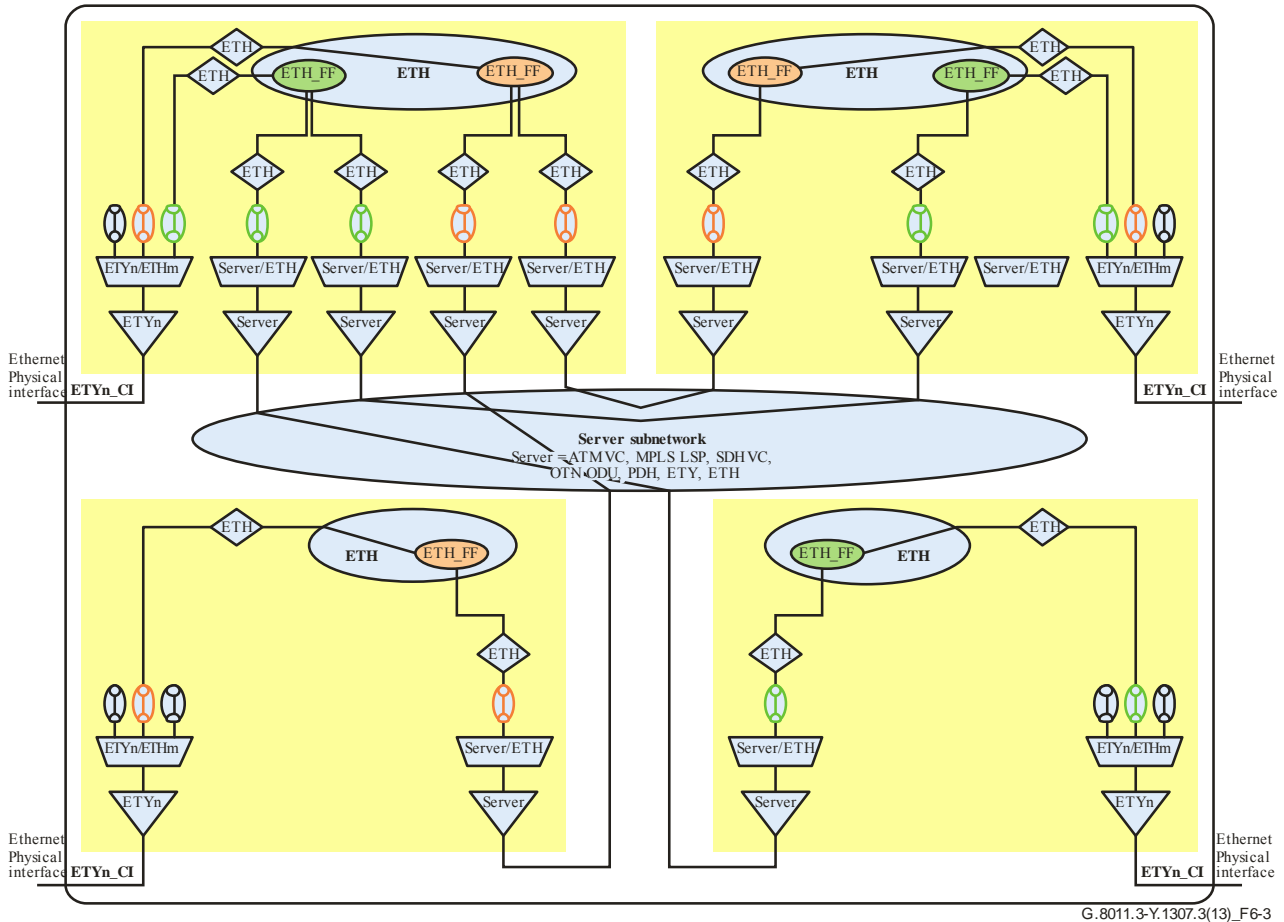 ETH
ETH
ETH_FF
ETH
ETH_FF
ETH
ETH
ETH
ETH
ETYn/ETHm
Server/ETH
Server/ETH
Server/ETH
Server/ETH
ETYn
Server
Server
Server
Server
Ethernet
Physical
interface
ETYn_CI
ETH_FF
ETH
ETH_FF
ETH
ETH
ETH
ETH
Server/ETH
Server/ETH
Server/ETH
ETYn/ETHm
Server
Server
ETYn
ETYn_CI
Ethernet
Physical
interface
Server subnetwork
Server = ATM VC, MPLS LSP, SDH VC,
OTN ODU, PDH, ETY, ETH
ETH
ETH
ETH_FF
ETH
ETYn/ETHm
Server/ETH
ETYn
Server
Ethernet
Physical
interface
ETYn_CI
ETH_FF
ETH
ETH
ETH
Server/ETH
ETYn/ETHm
Server
ETYn
ETYn_CI
Ethernet
Physical
interface
G.8011.3-Y.1307.3(13)_F6-3